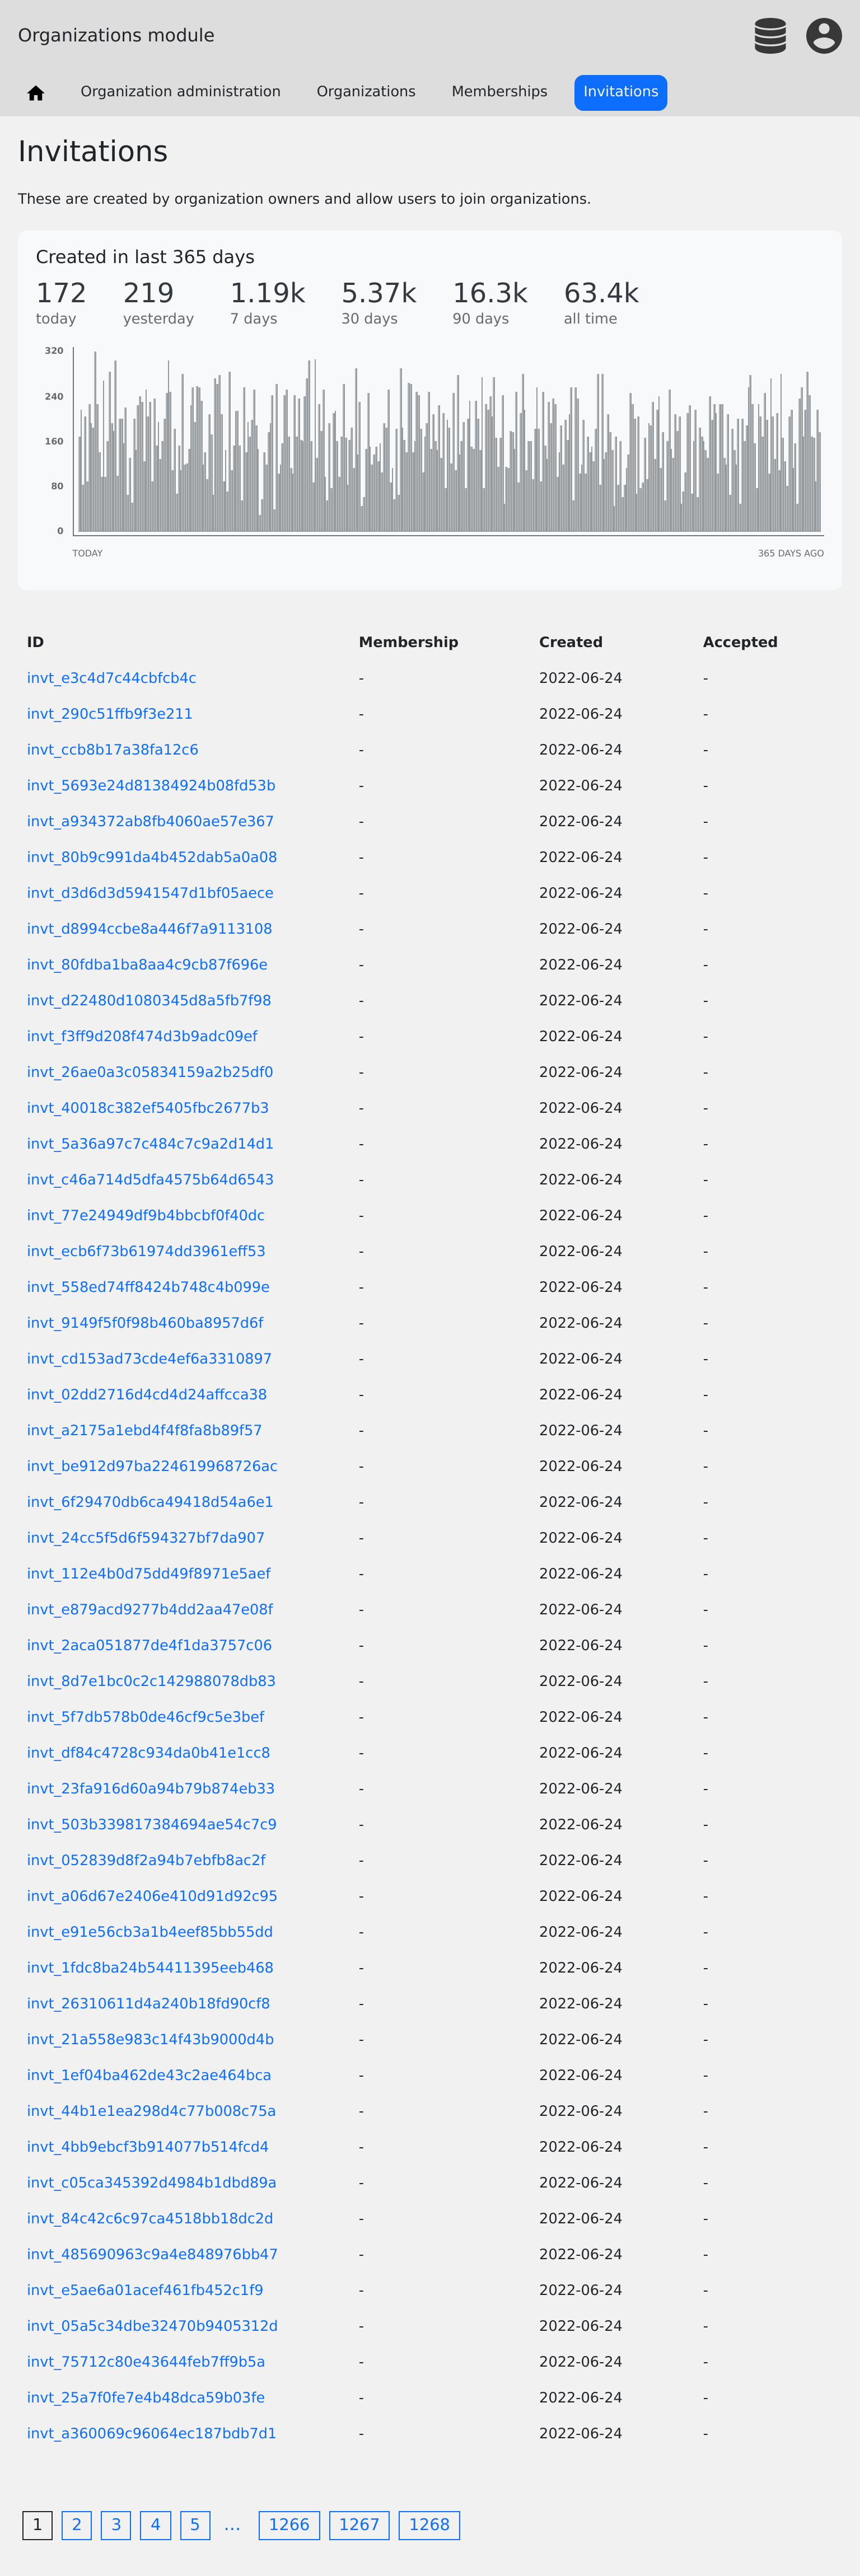 Organizations module
Organization administration Organizations Memberships Invitations
Invitations
These are created by organization owners and allow users to join organizations.
Created in last 365 days
172 219 1.19k 5.37k 16.3k 63.4k
today yesterday 7 days 30 days 90 days all time
320
240
160
80
0
TODAY 365 DAYS AGO
ID Membership Created Accepted
invt_e3c4d7c44cbfcb4c - 2022-06-24 -
invt_290c51ffb9f3e211 - 2022-06-24 -
invt_ccb8b17a38fa12c6 - 2022-06-24 -
invt_5693e24d81384924b08fd53b - 2022-06-24 -
invt_a934372ab8fb4060ae57e367 - 2022-06-24 -
invt_80b9c991da4b452dab5a0a08 - 2022-06-24 -
invt_d3d6d3d5941547d1bf05aece - 2022-06-24 -
invt_d8994ccbe8a446f7a9113108 - 2022-06-24 -
invt_80fdba1ba8aa4c9cb87f696e - 2022-06-24 -
invt_d22480d1080345d8a5fb7f98 - 2022-06-24 -
invt_f3ff9d208f474d3b9adc09ef - 2022-06-24 -
invt_26ae0a3c05834159a2b25df0 - 2022-06-24 -
invt_40018c382ef5405fbc2677b3 - 2022-06-24 -
invt_5a36a97c7c484c7c9a2d14d1 - 2022-06-24 -
invt_c46a714d5dfa4575b64d6543 - 2022-06-24 -
invt_77e24949df9b4bbcbf0f40dc - 2022-06-24 -
invt_ecb6f73b61974dd3961eff53 - 2022-06-24 -
invt_558ed74ff8424b748c4b099e - 2022-06-24 -
invt_9149f5f0f98b460ba8957d6f - 2022-06-24 -
invt_cd153ad73cde4ef6a3310897 - 2022-06-24 -
invt_02dd2716d4cd4d24affcca38 - 2022-06-24 -
invt_a2175a1ebd4f4f8fa8b89f57 - 2022-06-24 -
invt_be912d97ba224619968726ac - 2022-06-24 -
invt_6f29470db6ca49418d54a6e1 - 2022-06-24 -
invt_24cc5f5d6f594327bf7da907 - 2022-06-24 -
invt_112e4b0d75dd49f8971e5aef - 2022-06-24 -
invt_e879acd9277b4dd2aa47e08f - 2022-06-24 -
invt_2aca051877de4f1da3757c06 - 2022-06-24 -
invt_8d7e1bc0c2c142988078db83 - 2022-06-24 -
invt_5f7db578b0de46cf9c5e3bef - 2022-06-24 -
invt_df84c4728c934da0b41e1cc8 - 2022-06-24 -
invt_23fa916d60a94b79b874eb33 - 2022-06-24 -
invt_503b339817384694ae54c7c9 - 2022-06-24 -
invt_052839d8f2a94b7ebfb8ac2f - 2022-06-24 -
invt_a06d67e2406e410d91d92c95 - 2022-06-24 -
invt_e91e56cb3a1b4eef85bb55dd - 2022-06-24 -
invt_1fdc8ba24b54411395eeb468 - 2022-06-24 -
invt_26310611d4a240b18fd90cf8 - 2022-06-24 -
invt_21a558e983c14f43b9000d4b - 2022-06-24 -
invt_1ef04ba462de43c2ae464bca - 2022-06-24 -
invt_44b1e1ea298d4c77b008c75a - 2022-06-24 -
invt_4bb9ebcf3b914077b514fcd4 - 2022-06-24 -
invt_c05ca345392d4984b1dbd89a - 2022-06-24 -
invt_84c42c6c97ca4518bb18dc2d - 2022-06-24 -
invt_485690963c9a4e848976bb47 - 2022-06-24 -
invt_e5ae6a01acef461fb452c1f9 - 2022-06-24 -
invt_05a5c34dbe32470b9405312d - 2022-06-24 -
invt_75712c80e43644feb7ff9b5a - 2022-06-24 -
invt_25a7f0fe7e4b48dca59b03fe - 2022-06-24 -
invt_a360069c96064ec187bdb7d1 - 2022-06-24 -
1 2 3 4 5 … 1266 1267 1268